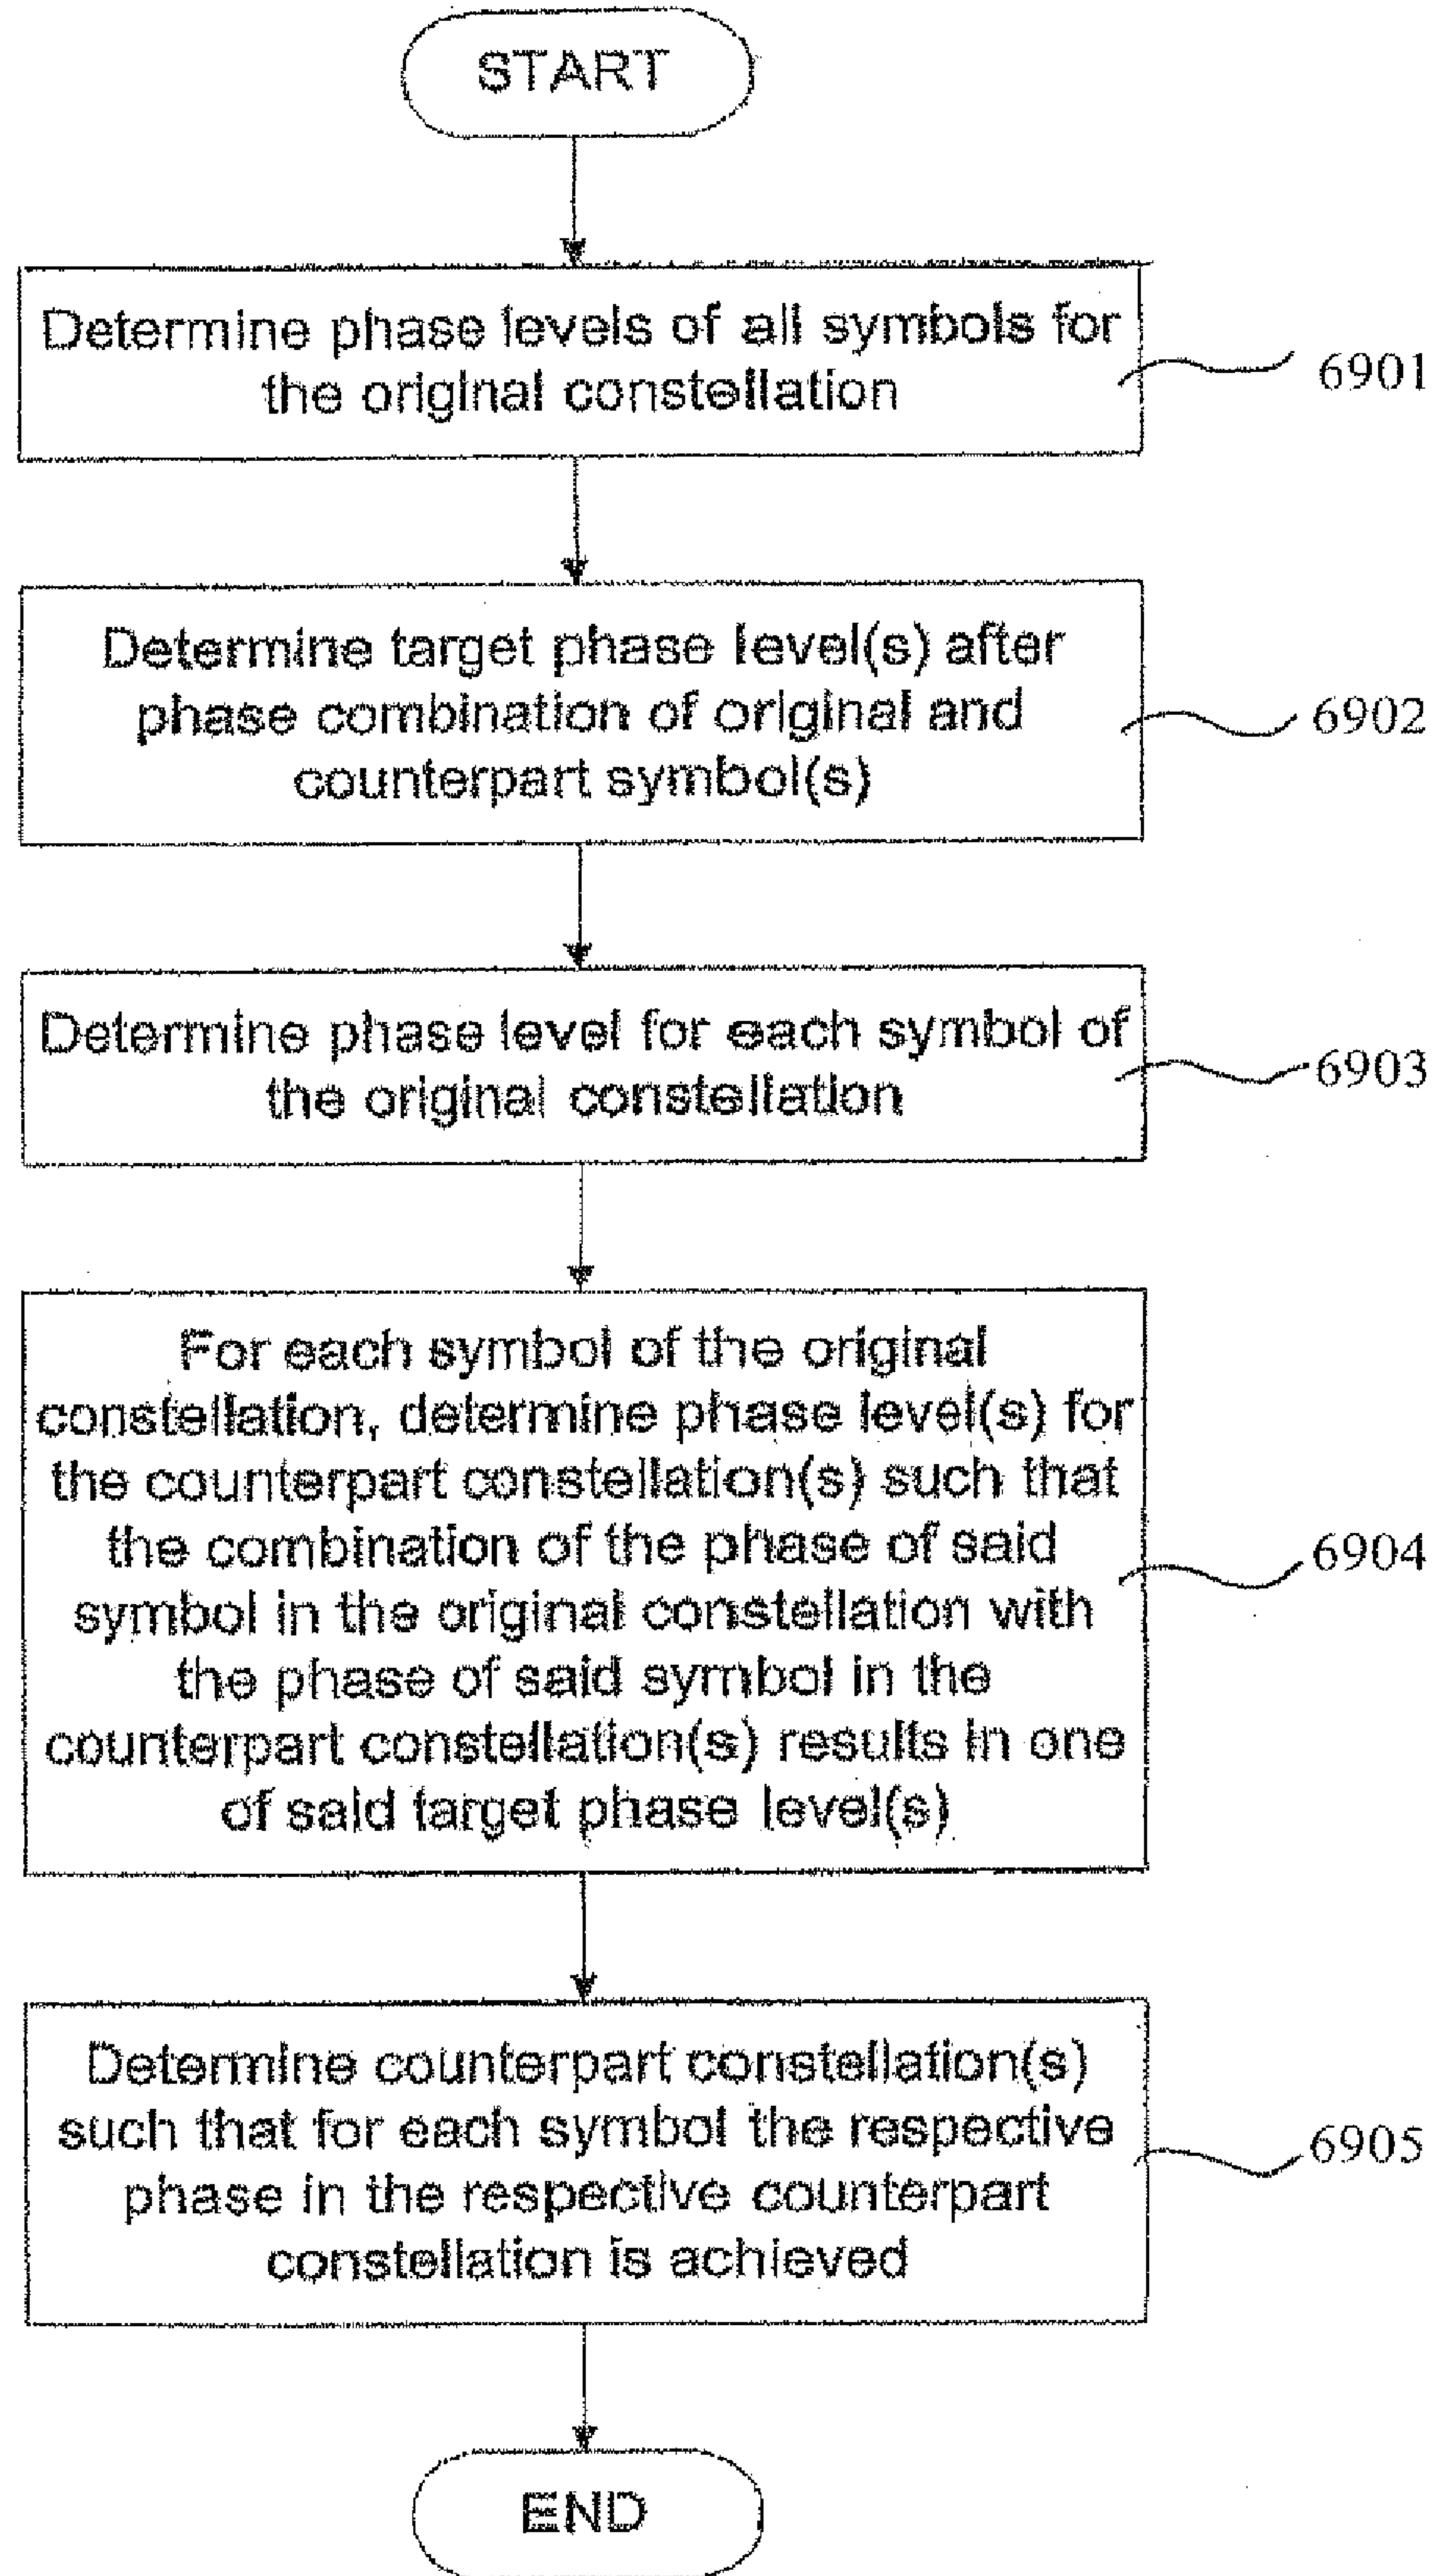 START
Determine phase levels of all symbols for
the original constellation
6901
Determine target phase level(s) after
phase combination of original and
counterpart symbol(s)
6902
Determine phase level for each symbol of
the original constellation
6903
For each symbol of the original
constellation, determine phase level(s) for
the counterpart constellation(s) such that
the combination of the phase of said
symbol in the original constellation with
the phase of said symbol in the
counterpart constellation(s) results in one
of said target phase level(s)
6904
Determine counterpart constellation(s)
such that for each symbol the respective
phase in the respective counterpart
constellation is achieved
6905
END